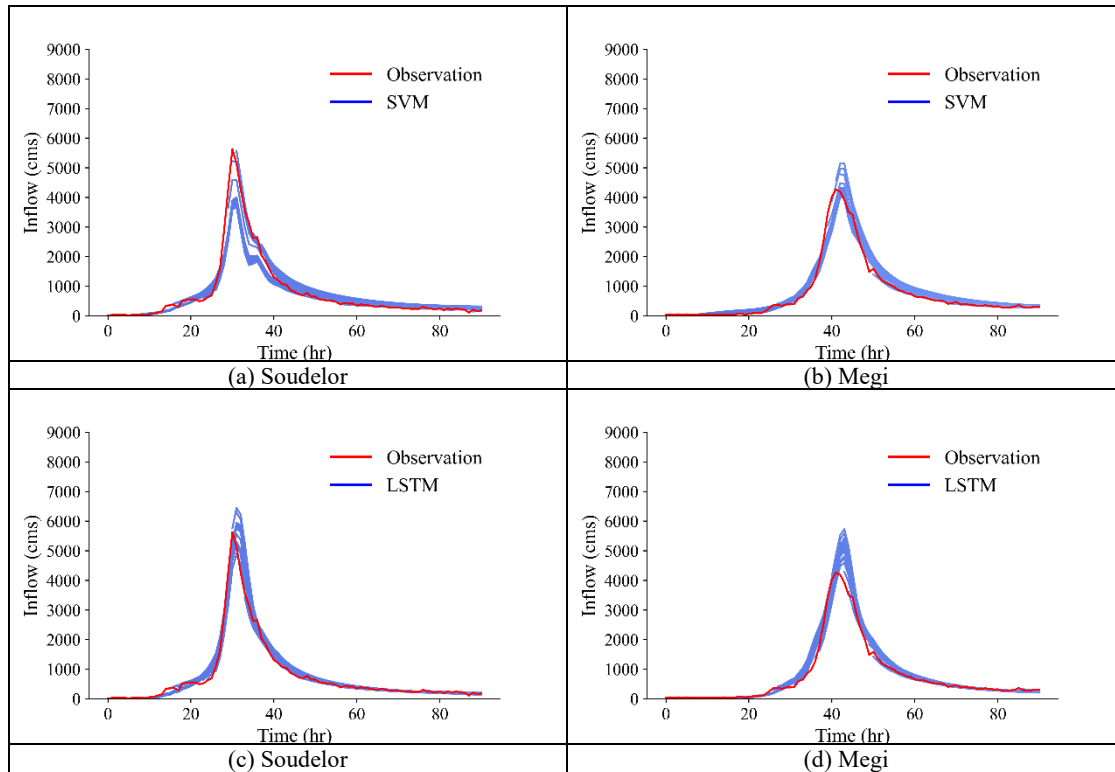 9000
8000
7000
6000
5000
4000
3000
2000
1000
0
Inflow (cms)
Observation
SVM
0 20 40 60 80
Time (hr)
(a) Soudelor
9000
8000
7000
6000
5000
4000
3000
2000
1000
0
Inflow (cms)
Observation
SVM
0 20 40 60 80
Time (hr)
(b) Megi
9000
8000
7000
6000
5000
4000
3000
2000
1000
0
Inflow (cms)
Observation
LSTM
0 20 40 60 80
Time (hr)
(c) Soudelor
9000
8000
7000
6000
5000
4000
3000
2000
1000
0
Inflow (cms)
Observation
LSTM
0 20 40 60 80
Time (hr)
(d) Megi